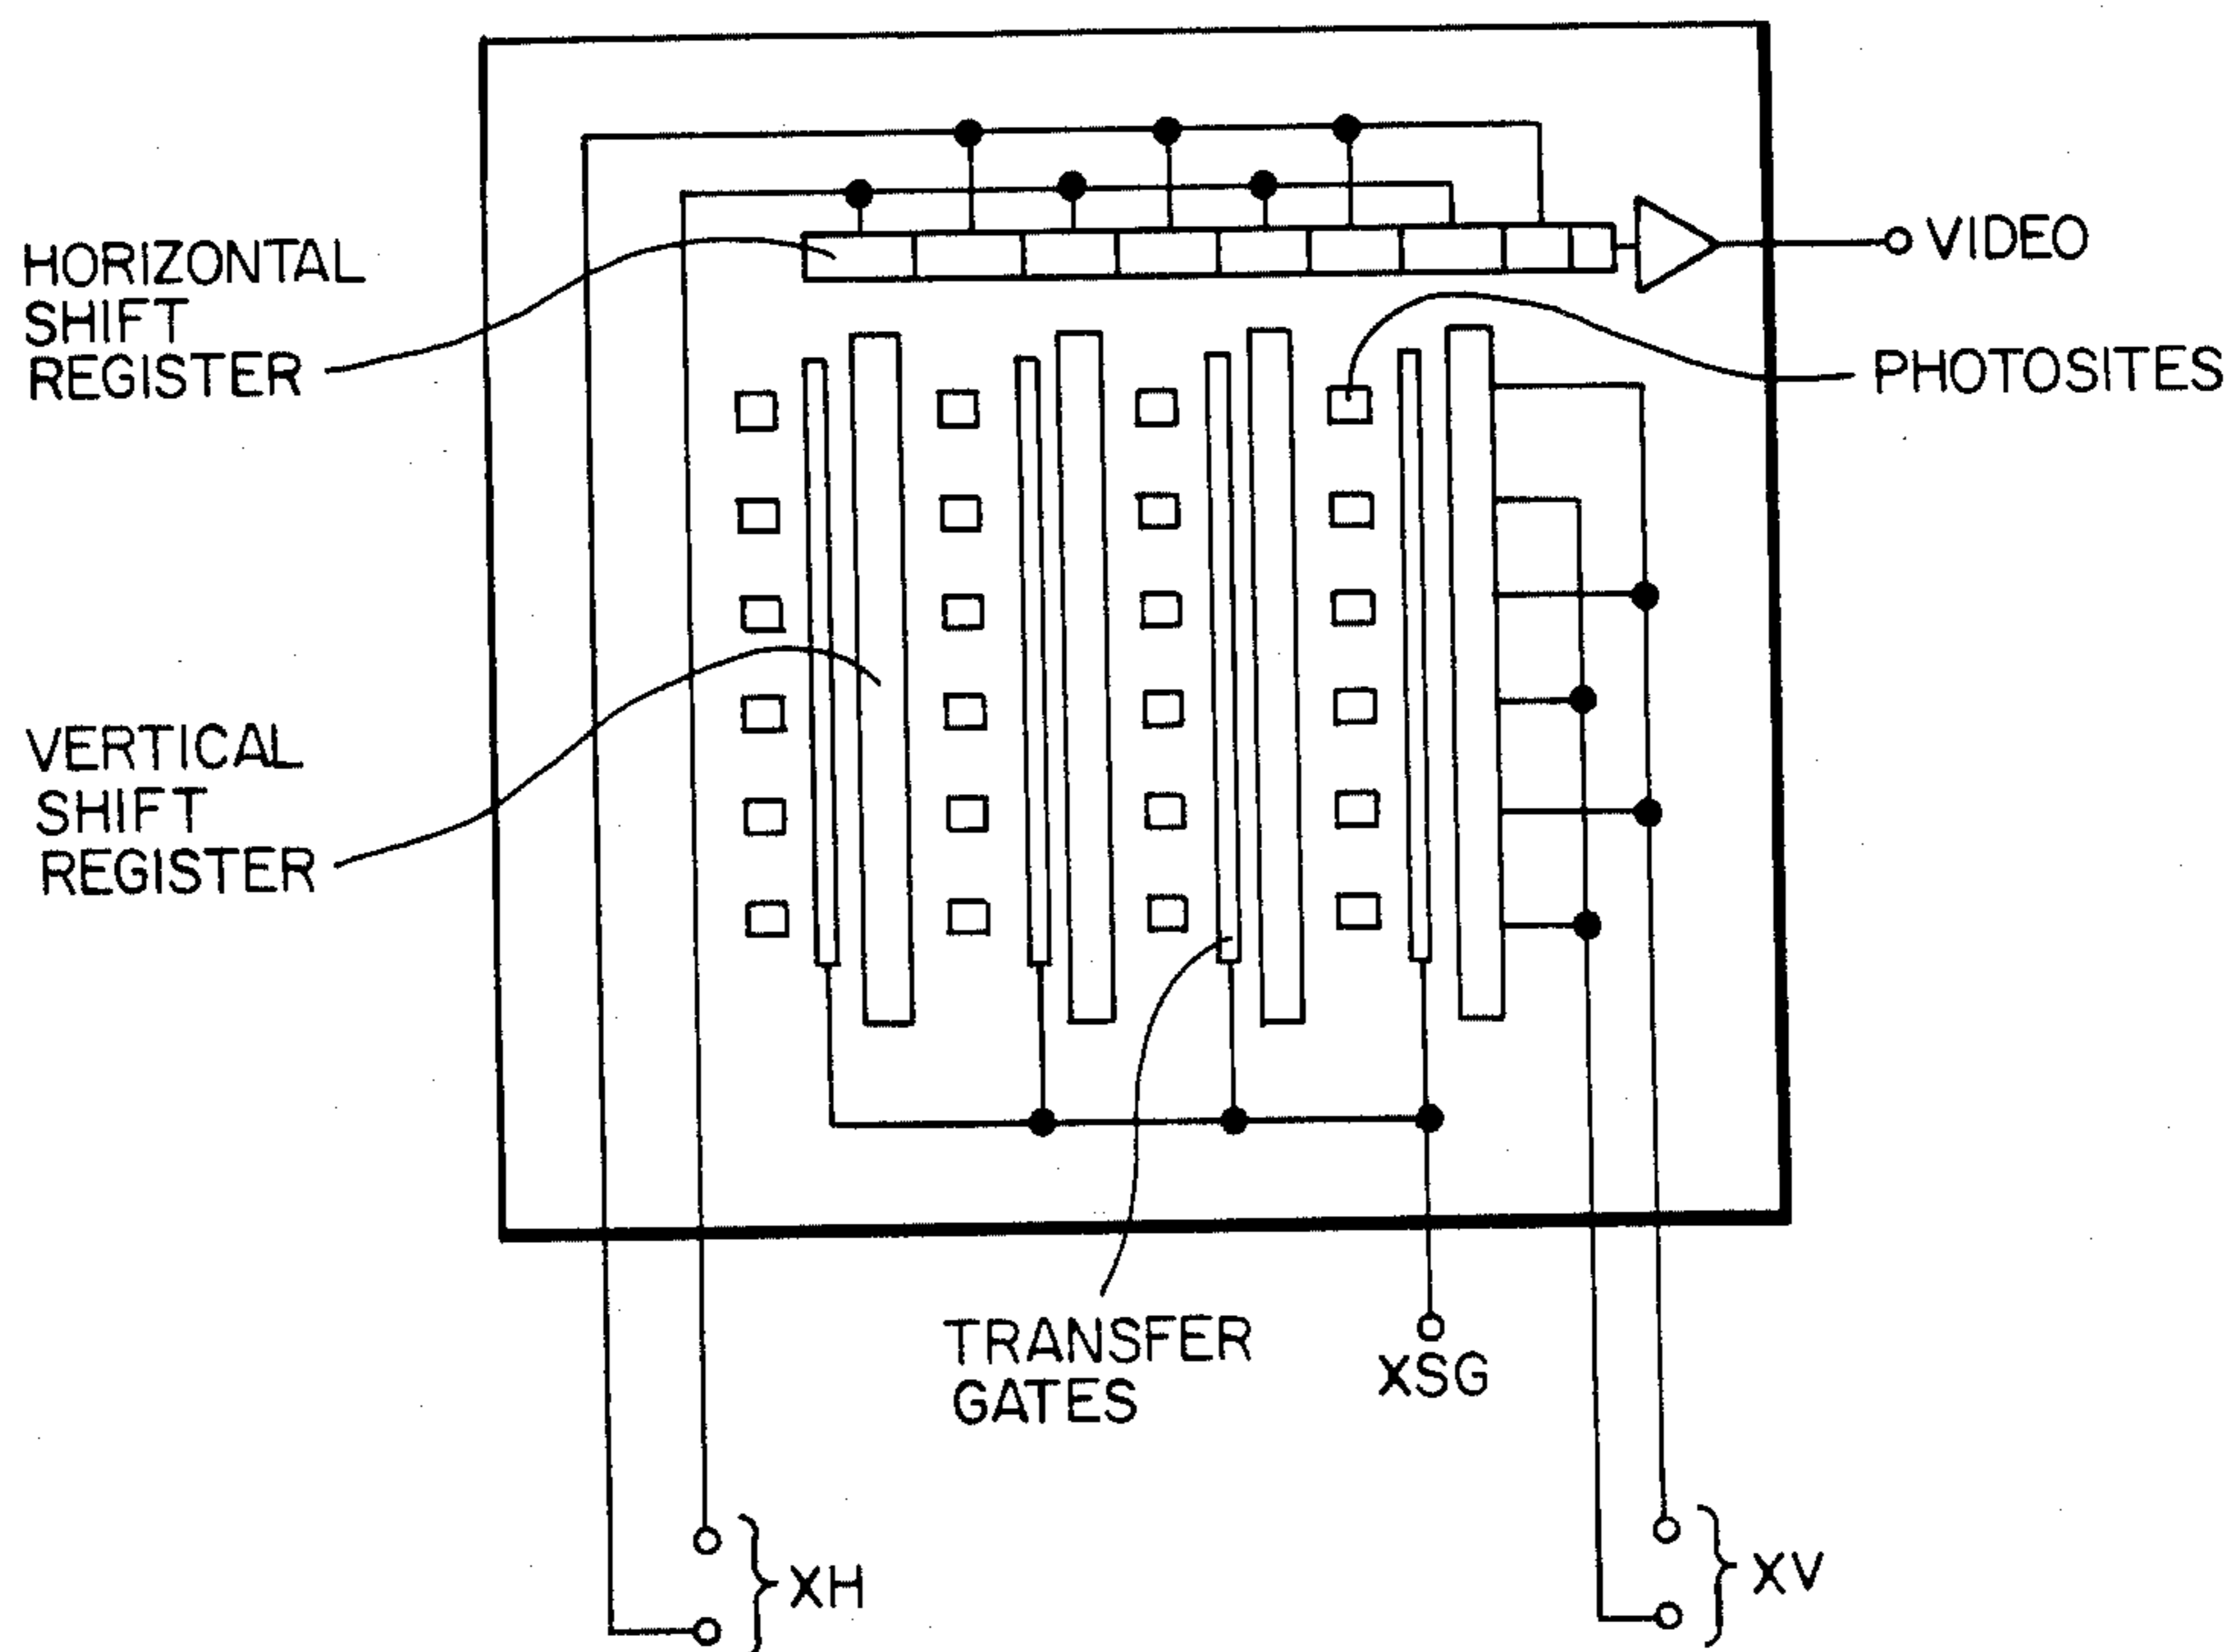 HORIZONTAL
SHIFT
REGISTER
VIDEO
PHOTOSITES
VERTICAL
SHIFT
REGISTER
TRANSFER
GATES
XSG
XH
XV